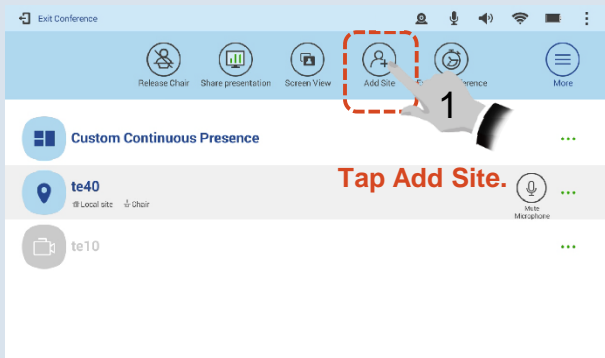 Exit Conference
Release Chair Share presentation Screen View Add Site More
1
Custom Continuous Presence
Tap Add Site.
te40
Local site Chair
Mute
Microphone
te10